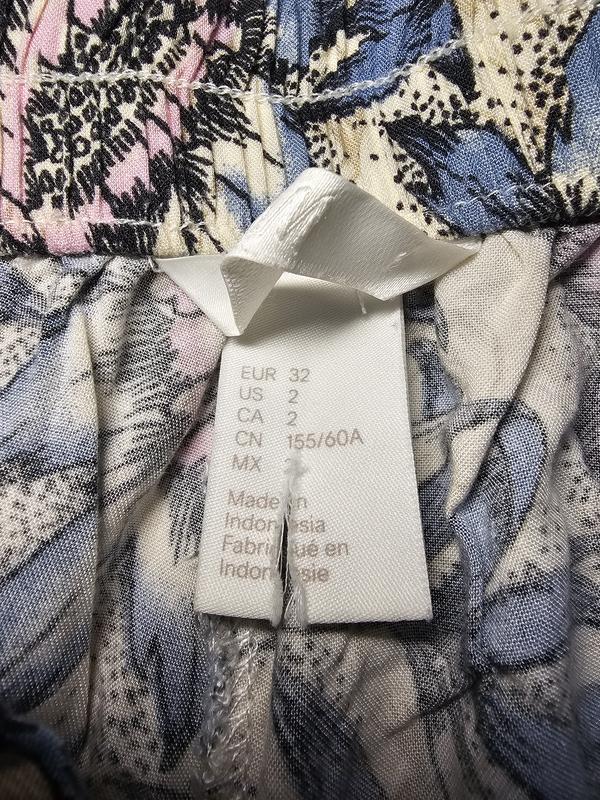 EUR 32
US 2
CA 2
CN 155/60A
MX
Made in
Indonesia
Fabriqué en
Indonésie